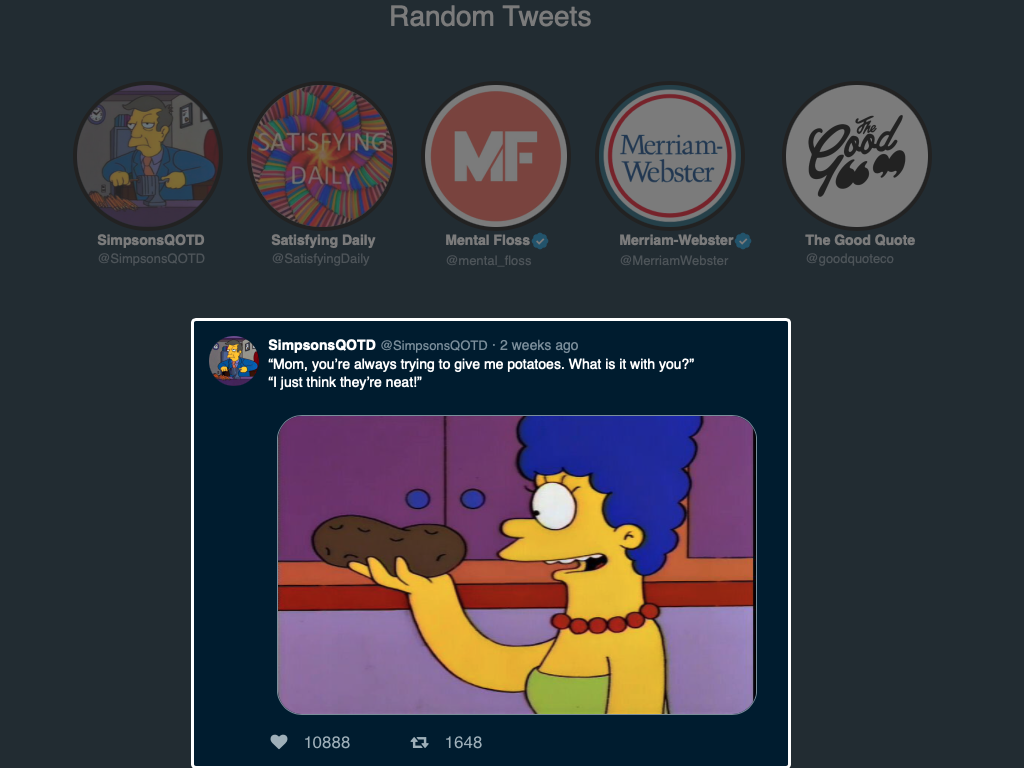 Random Tweets
SATISFYING
DAILY
MF
Merriam-
Webster
The
Good
SimpsonsQOTD
@SimpsonsQOTD
Satisfying Daily
@SatisfyingDaily
Mental Floss
@mental_floss
Merriam-Webster
@MerriamWebster
The Good Quote
@goodquoteco
SimpsonsQOTD @SimpsonsQOTD · 2 weeks ago
“Mom, you’re always trying to give me potatoes. What is it with you?”
“I just think they’re neat!”
10888 1648